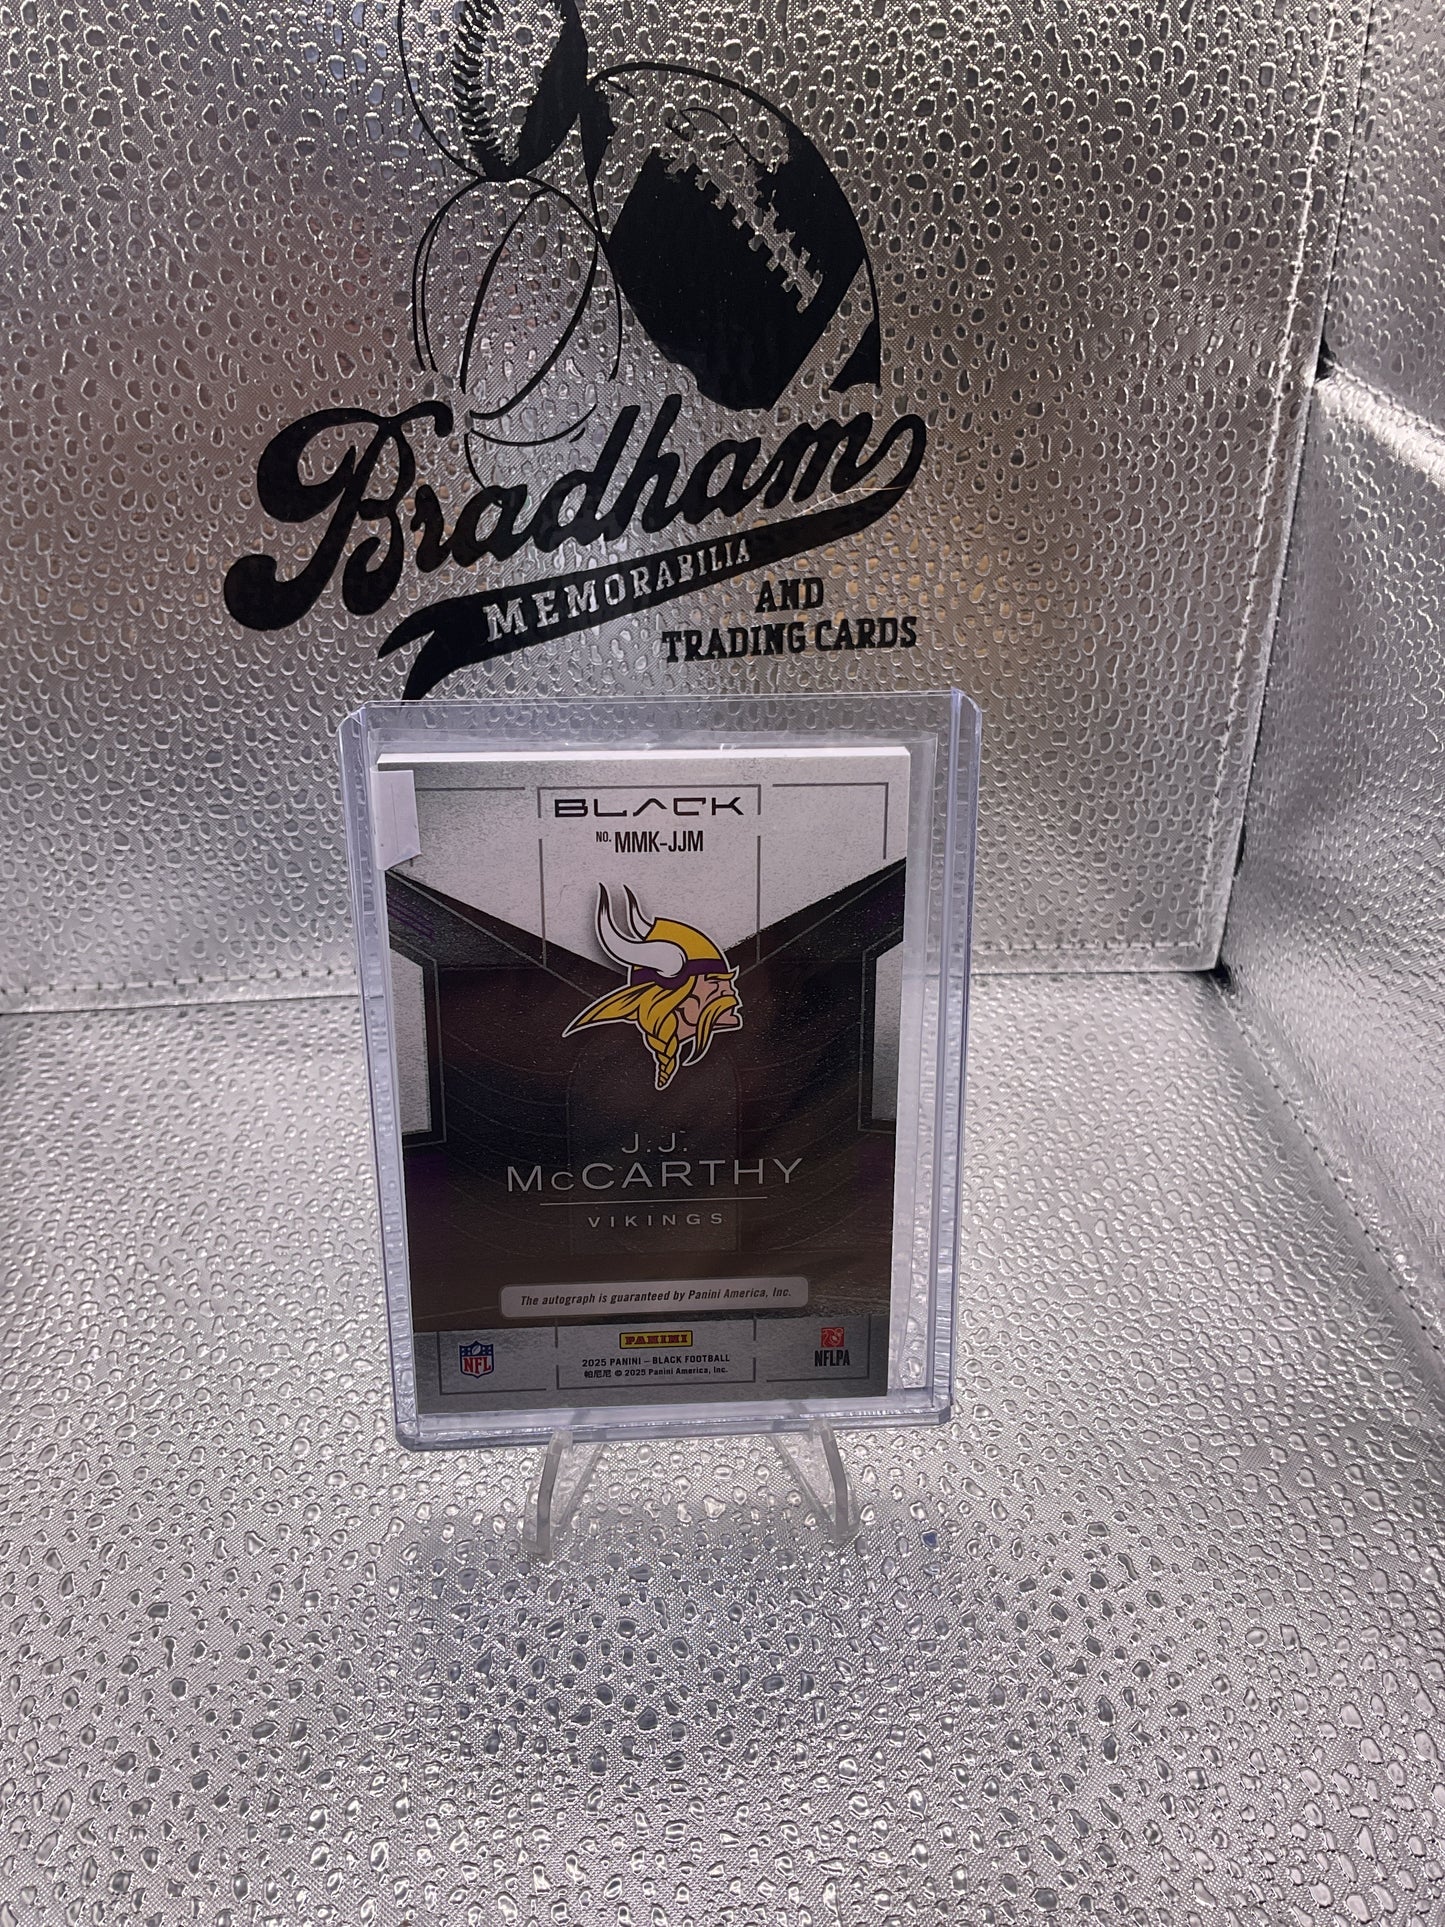 Bradham
MEMORABILIA
AND
TRADING CARDS
BLACK
NO. MMK-JJM
J.J.
McCARTHY
VIKINGS
The autograph is guaranteed by Panini America, Inc.
NFL
PANINI
2025 PANINI – BLACK FOOTBALL
帕尼尼 © 2025 Panini America, Inc.
NFLPA